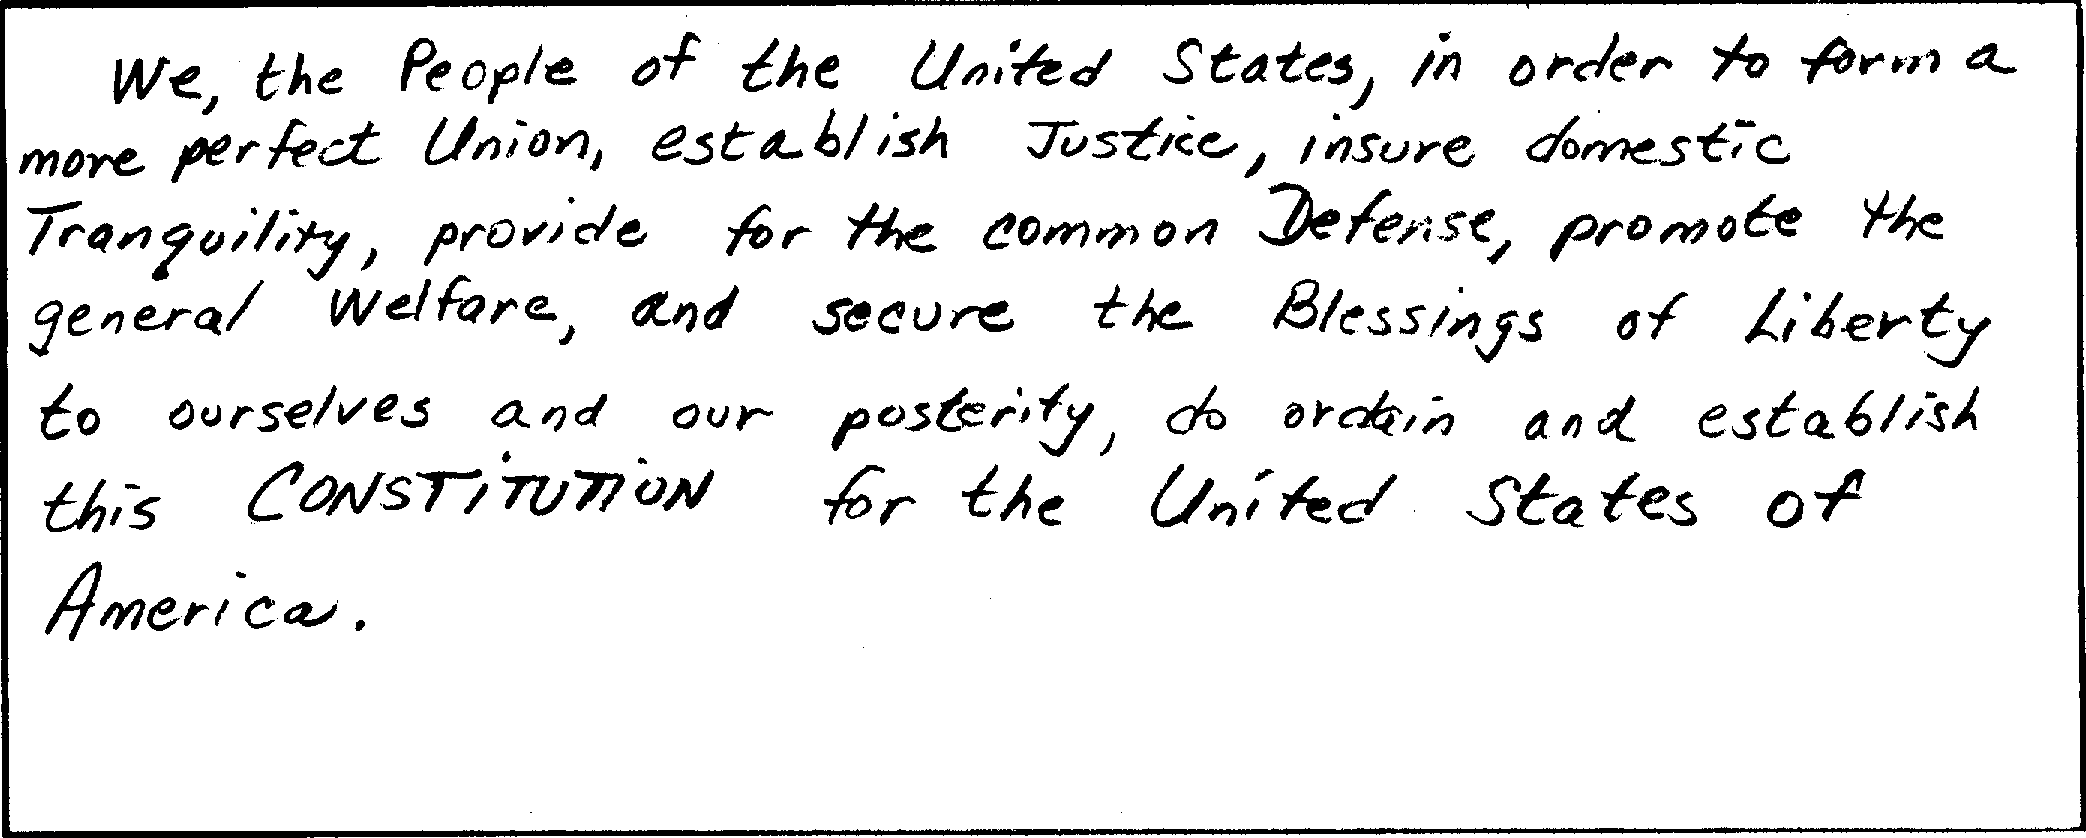 We, the People of the United States, in order to form a
more perfect Union, establish Justice, insure domestic
Tranquility, provide for the common Defense, promote the
general Welfare, and secure the Blessings of Liberty
to ourselves and our posterity, do ordain and establish
this CONSTITUTION for the United States of
America.